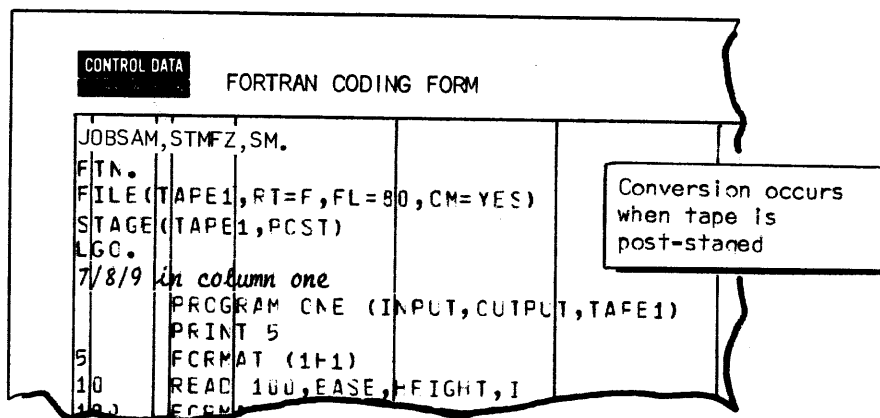 CONTROL DATA
FORTRAN CODING FORM
JOBSAM,STMFZ,SM.
FTN.
FILE(TAPE1,RT=F,FL=80,CM=YES)
STAGE(TAPE1,POST)
LGO.
7/8/9 in column one
PROGRAM ONE (INPUT,OUTPUT,TAPE1)
PRINT 5
5 FORMAT (1H1)
10 READ 100,BASE,HEIGHT,I
Conversion occurs
when tape is
post-staged